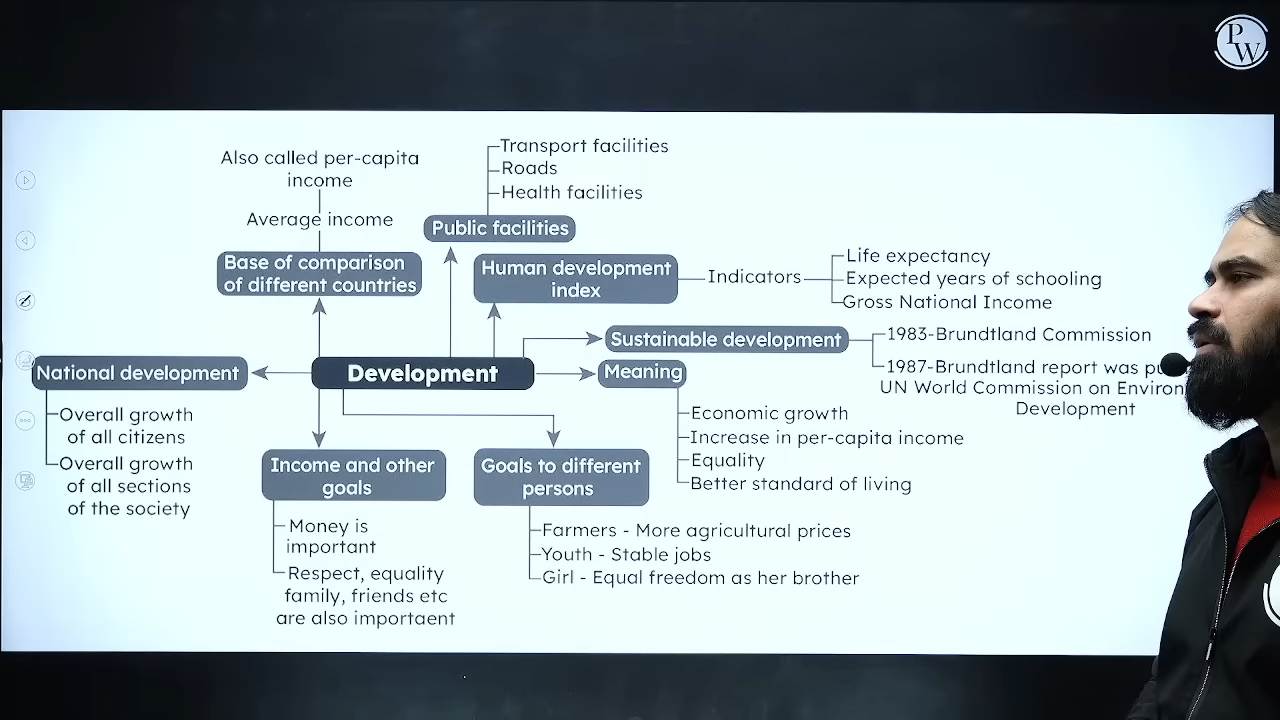 PW
Also called per-capita
income
Average income
Base of comparison
of different countries
Transport facilities
Roads
Health facilities
Public facilities
Human development
index
Indicators
Life expectancy
Expected years of schooling
Gross National Income
Sustainable development
1983-Brundtland Commission
1987-Brundtland report was
UN World Commission on
Development
National development
Overall growth
of all citizens
Overall growth
of all sections
of the society
Development
Meaning
Economic growth
Increase in per-capita income
Equality
Better standard of living
Income and other
goals
Money is
important
Respect, equality
family, friends etc
are also importaent
Goals to different
persons
Farmers - More agricultural prices
Youth - Stable jobs
Girl - Equal freedom as her brother